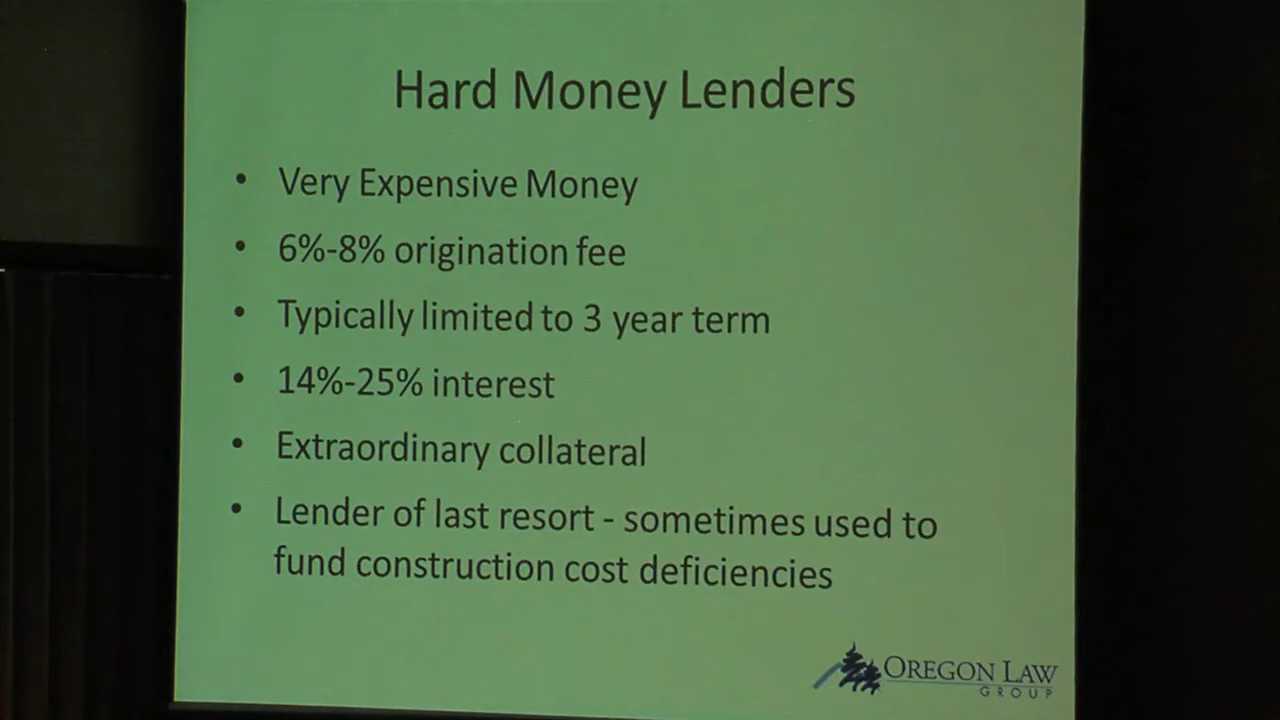 Hard Money Lenders
• Very Expensive Money
• 6%-8% origination fee
• Typically limited to 3 year term
• 14%-25% interest
• Extraordinary collateral
• Lender of last resort - sometimes used to
fund construction cost deficiencies
OREGON LAW
GROUP